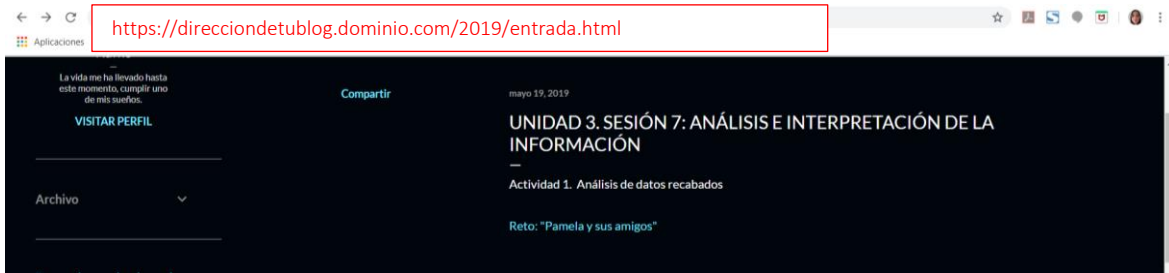 https://direcciondetublog.dominio.com/2019/entrada.html
Aplicaciones
La vida me ha llevado hasta
este momento, cumplir uno
de mis sueños.
VISITAR PERFIL
Archivo
Compartir
mayo 19, 2019
UNIDAD 3. SESIÓN 7: ANÁLISIS E INTERPRETACIÓN DE LA
INFORMACIÓN
Actividad 1. Análisis de datos recabados
Reto: "Pamela y sus amigos"